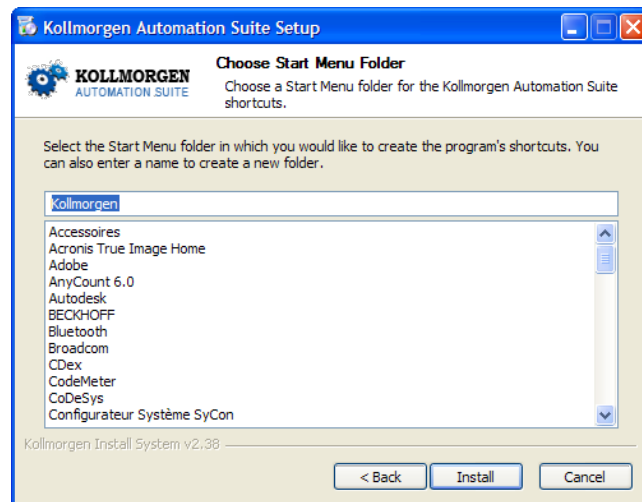 Kollmorgen Automation Suite Setup
KOLLMORGEN
AUTOMATION SUITE
Choose Start Menu Folder
Choose a Start Menu folder for the Kollmorgen Automation Suite
shortcuts.
Select the Start Menu folder in which you would like to create the program's shortcuts. You
can also enter a name to create a new folder.
Kollmorgen
Accessoires
Acronis True Image Home
Adobe
AnyCount 6.0
Autodesk
BECKHOFF
Bluetooth
Broadcom
CDex
CodeMeter
CoDeSys
Configurateur Système SyCon
Kollmorgen Install System v2.38
< Back
Install
Cancel